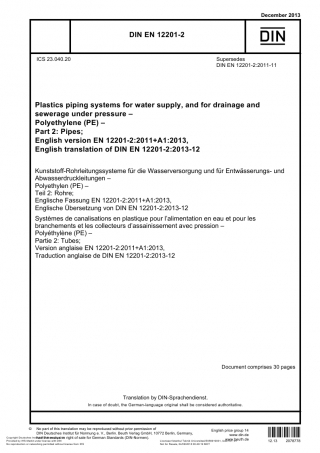 December 2013
DIN EN 12201-2
DIN
ICS 23.040.20
Supersedes
DIN EN 12201-2:2011-11
Plastics piping systems for water supply, and for drainage and
sewerage under pressure –
Polyethylene (PE) –
Part 2: Pipes;
English version EN 12201-2:2011+A1:2013,
English translation of DIN EN 12201-2:2013-12
Kunststoff-Rohrleitungssysteme für die Wasserversorgung und für Entwässerungs- und
Abwasserdruckleitungen –
Polyethylen (PE) –
Teil 2: Rohre;
Englische Fassung EN 12201-2:2011+A1:2013,
Englische Übersetzung von DIN EN 12201-2:2013-12
Systèmes de canalisations en plastique pour l'alimentation en eau et pour les
branchements et les collecteurs d'assainissement avec pression –
Polyéthylène (PE) –
Partie 2: Tubes;
Version anglaise EN 12201-2:2011+A1:2013,
Traduction anglaise de DIN EN 12201-2:2013-12
Document comprises 30 pages
Translation by DIN-Sprachendienst.
In case of doubt, the German-language original shall be considered authoritative.
© No part of this translation may be reproduced without prior permission of
DIN Deutsches Institut für Normung e. V., Berlin. Beuth Verlag GmbH, 10772 Berlin, Germany,
has the exclusive right of sale for German Standards (DIN-Normen).
English price group 14
www.din.de
www.beuth.de
12.13